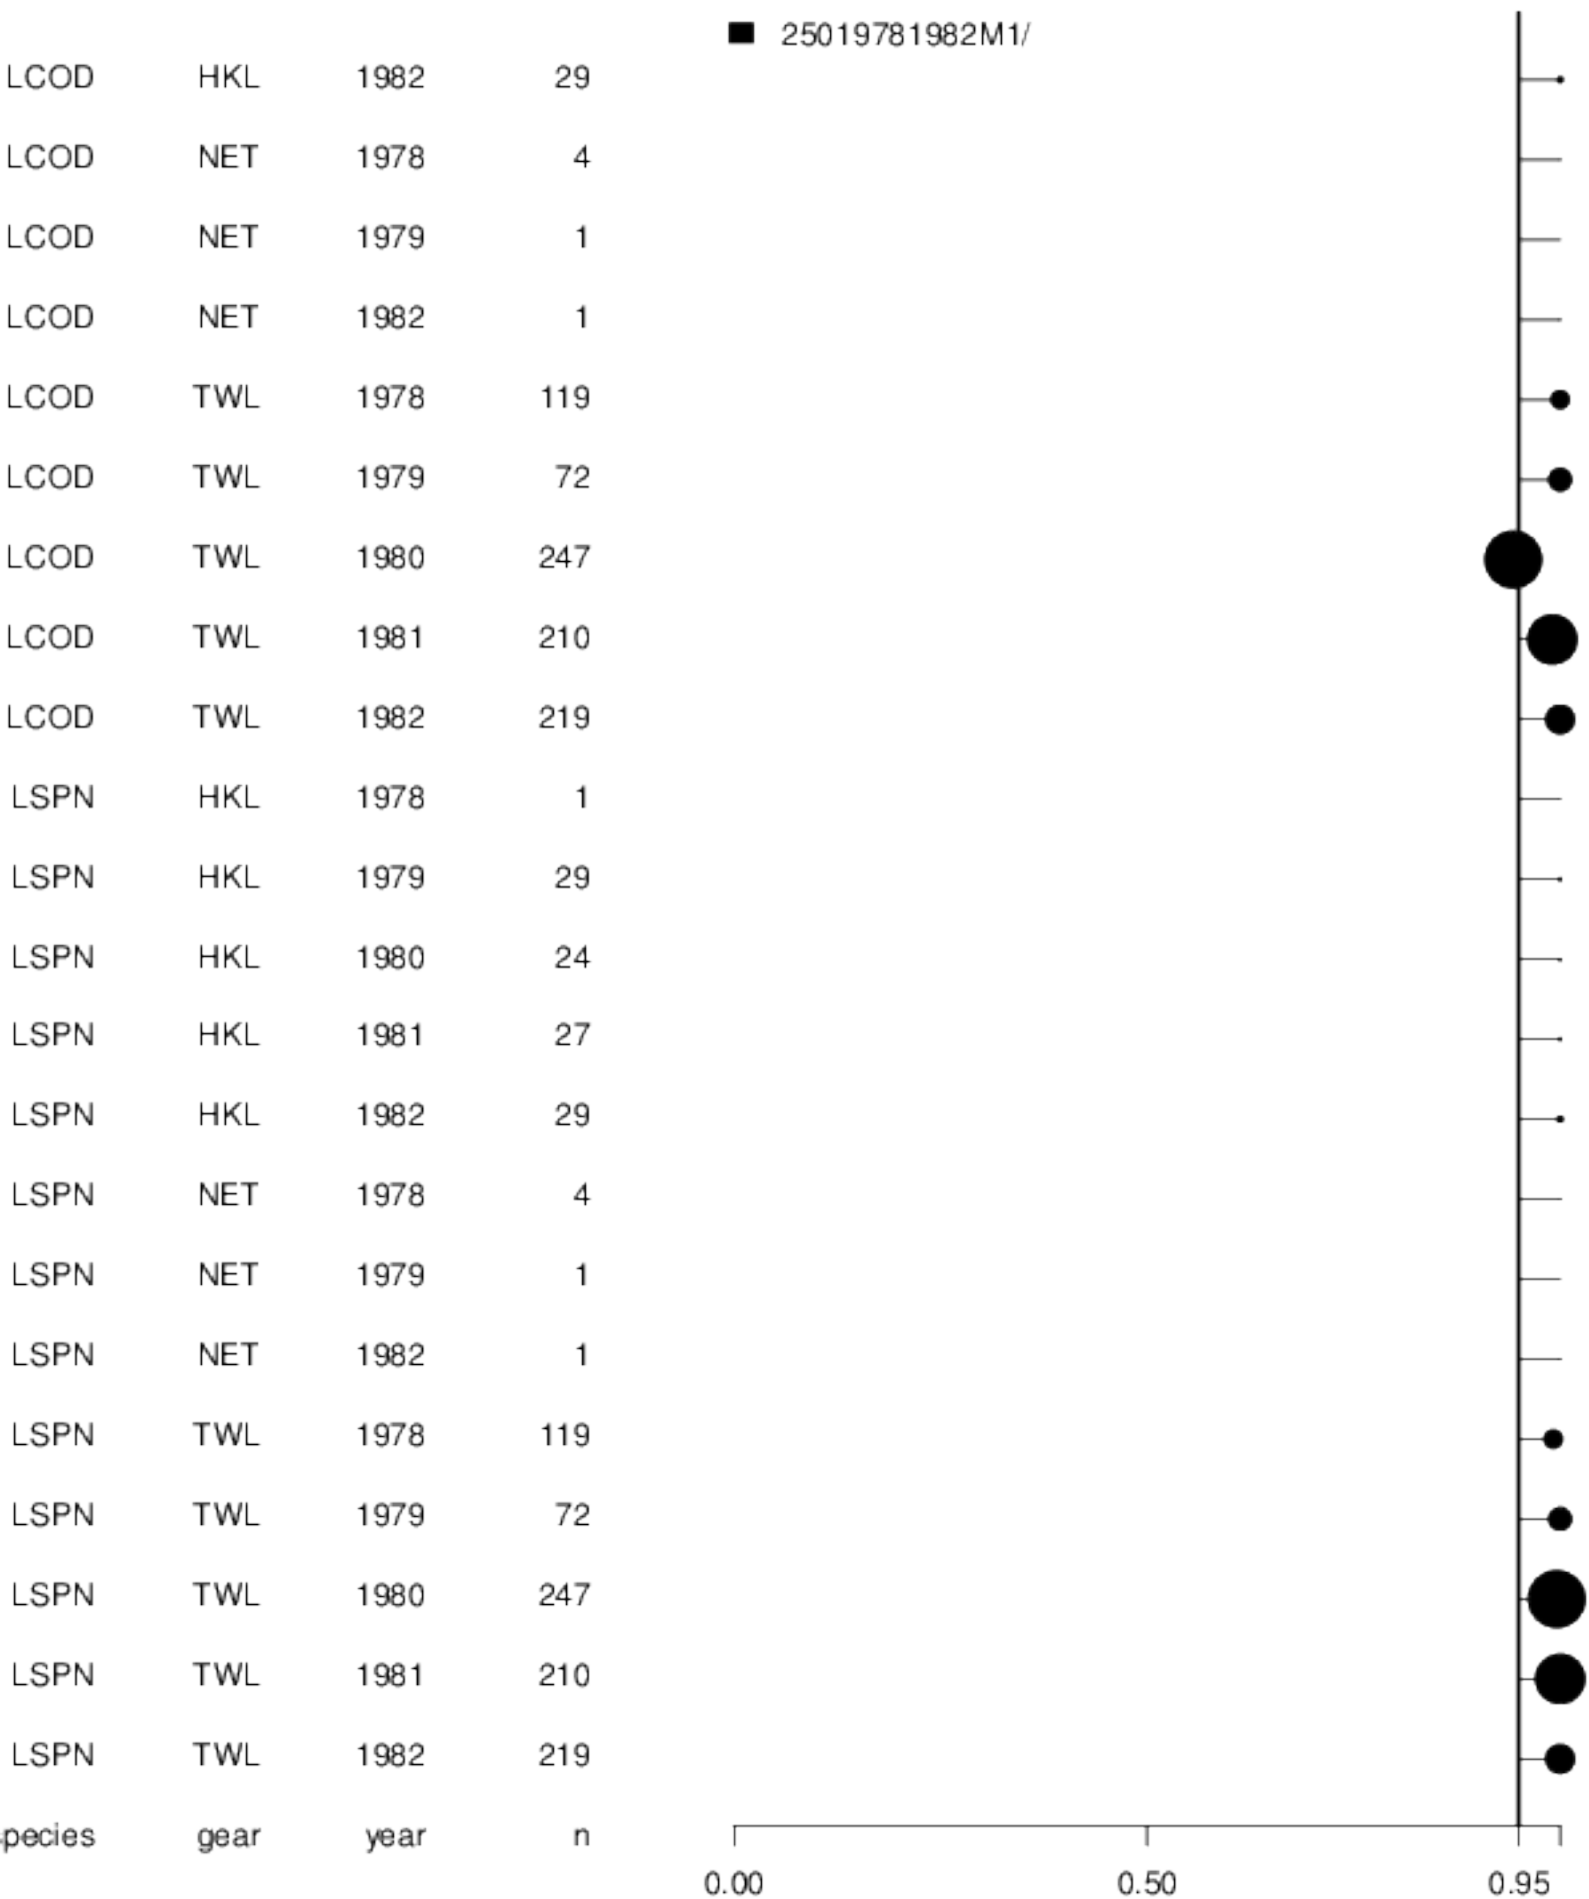 25019781982M1/
LCOD HKL 1982 29
LCOD NET 1978 4
LCOD NET 1979 1
LCOD NET 1982 1
LCOD TWL 1978 119
LCOD TWL 1979 72
LCOD TWL 1980 247
LCOD TWL 1981 210
LCOD TWL 1982 219
LSPN HKL 1978 1
LSPN HKL 1979 29
LSPN HKL 1980 24
LSPN HKL 1981 27
LSPN HKL 1982 29
LSPN NET 1978 4
LSPN NET 1979 1
LSPN NET 1982 1
LSPN TWL 1978 119
LSPN TWL 1979 72
LSPN TWL 1980 247
LSPN TWL 1981 210
LSPN TWL 1982 219
pecies gear year n
0.00 0.50 0.95